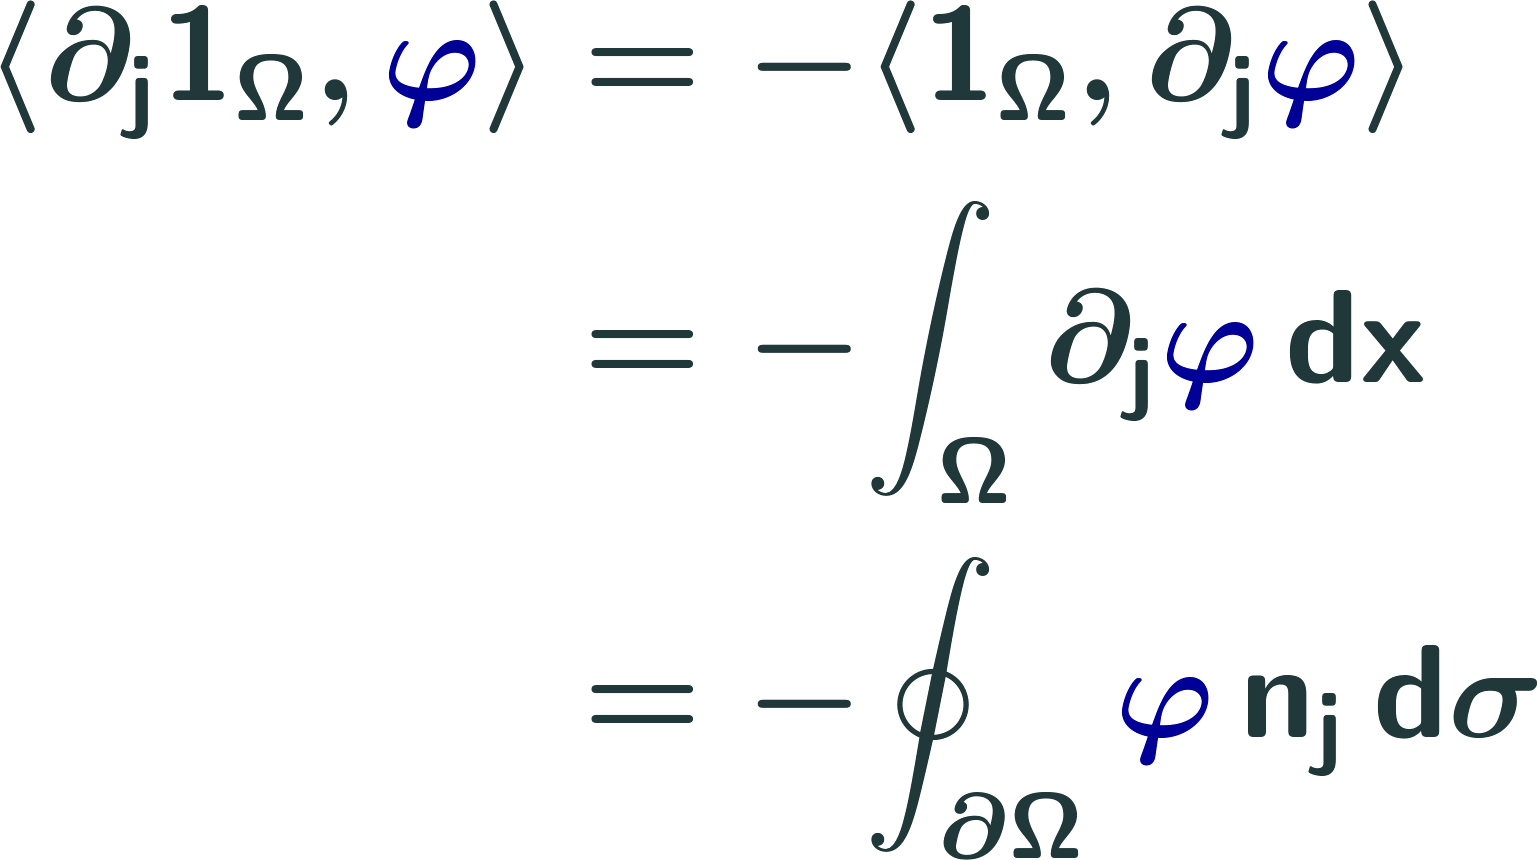 ⟨∂ⱼ1_Ω, φ⟩ = −⟨1_Ω, ∂ⱼφ⟩
= −∫_Ω ∂ⱼφ dx
= −∮_∂Ω φ nⱼ dσ